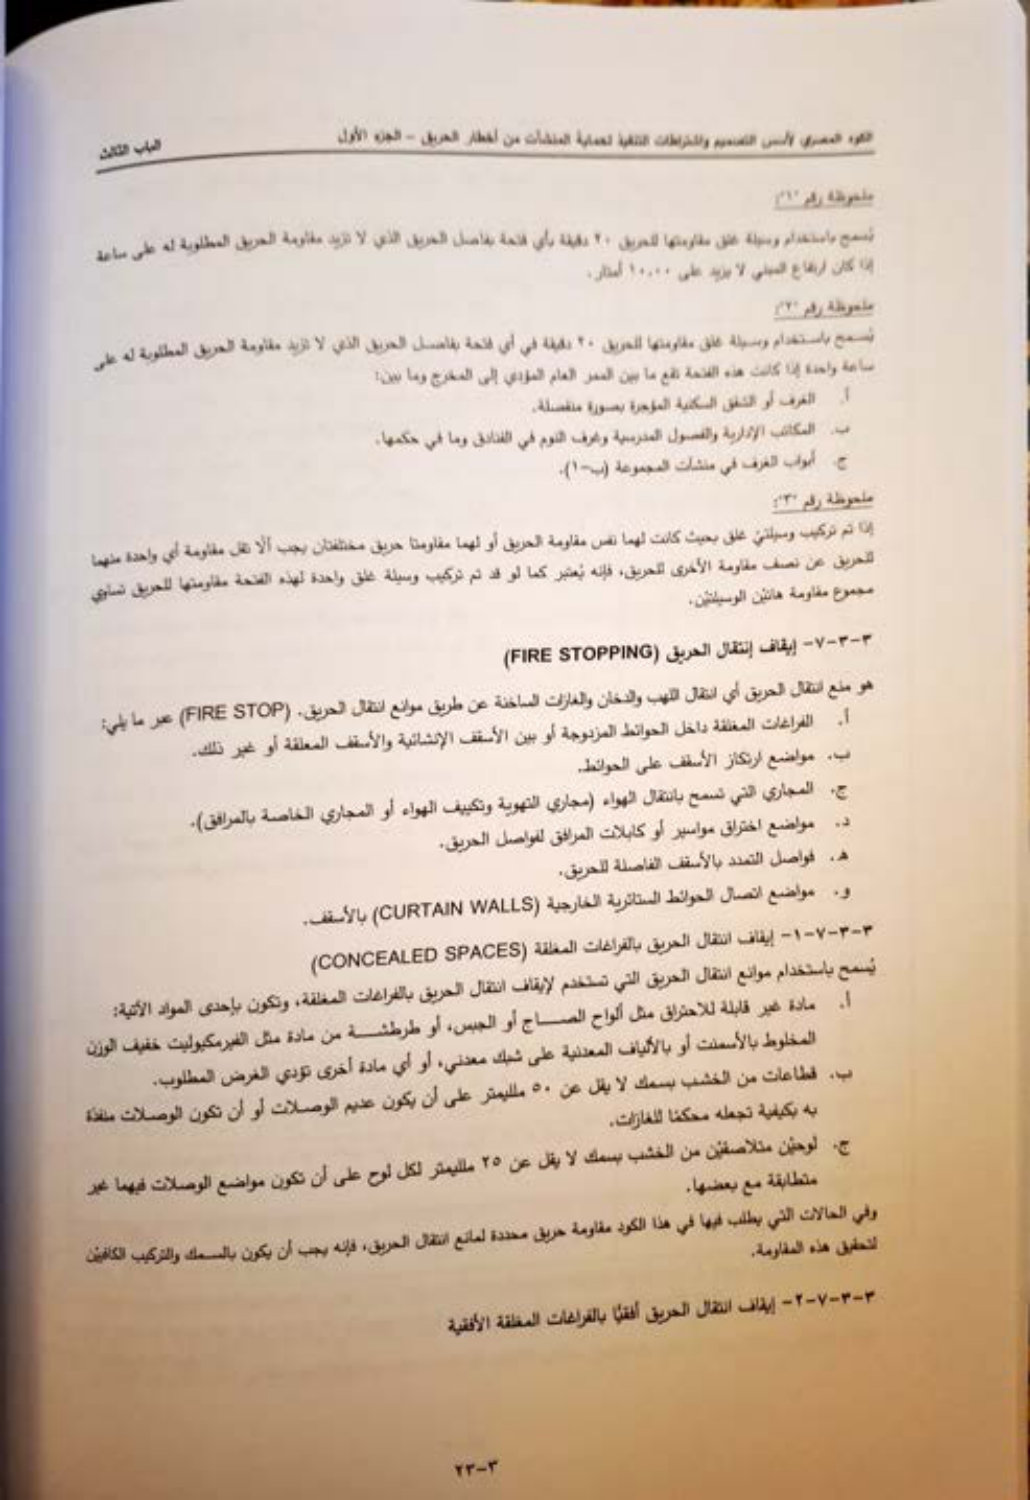 الكود المصري لأسس التصميم واشتراطات التنفيذ لحماية المنشآت من أخطار الحريق – الجزء الأول
الباب الثالث
ملحوظة رقم "١":
يُسمح باستخدام وسيلة غلق مقاومتها للحريق ٢٠ دقيقة بأي فتحة بفاصل الحريق الذي لا تزيد مقاومة الحريق المطلوبة له على ساعة
إذا كان ارتفاع المبنى لا يزيد على ١٠,٠٠ أمتار.
ملحوظة رقم "٢":
يُسمح باستخدام وسيلة غلق مقاومتها للحريق ٢٠ دقيقة في أي فتحة بفاصل الحريق الذي لا تزيد مقاومة الحريق المطلوبة له على
ساعة واحدة إذا كانت هذه الفتحة تقع ما بين الممر العام المؤدي إلى المخرج وما بين:
أ. الغرف أو الشقق السكنية المؤجرة بصورة منفصلة.
ب. المكاتب الإدارية والفصول المدرسية وغرف النوم في الفنادق وما في حكمها.
ج. أبواب الغرف في منشآت المجموعة (ب-١).
ملحوظة رقم "٣":
إذا تم تركيب وسيلتيْ غلق بحيث كانت لهما نفس مقاومة الحريق أو لهما مقاومتا حريق مختلفتان يجب ألّا تقل مقاومة أي واحدة منهما
للحريق عن نصف مقاومة الأخرى للحريق، فإنه يُعتبر كما لو قد تم تركيب وسيلة غلق واحدة لهذه الفتحة مقاومتها للحريق تساوي
مجموع مقاومة هاتيْن الوسيلتيْن.
٣-٣-٧- إيقاف إنتقال الحريق (FIRE STOPPING)
هو منع انتقال الحريق أي انتقال اللهب والدخان والغازات الساخنة عن طريق موانع انتقال الحريق. (FIRE STOP) عبر ما يلي:
أ. الفراغات المغلقة داخل الحوائط المزدوجة أو بين الأسقف الإنشائية والأسقف المعلقة أو غير ذلك.
ب. مواضع ارتكاز الأسقف على الحوائط.
ج. المجاري التي تسمح بانتقال الهواء (مجاري التهوية وتكييف الهواء أو المجاري الخاصة بالمرافق).
د. مواضع اختراق مواسير أو كابلات المرافق لفواصل الحريق.
هـ. فواصل التمدد بالأسقف الفاصلة للحريق.
و. مواضع اتصال الحوائط الستائرية الخارجية (CURTAIN WALLS) بالأسقف.
٣-٣-٧-١- إيقاف انتقال الحريق بالفراغات المغلقة (CONCEALED SPACES)
يُسمح باستخدام موانع انتقال الحريق التي تستخدم لإيقاف انتقال الحريق بالفراغات المغلقة، وتكون بإحدى المواد الآتية:
أ. مادة غير قابلة للاحتراق مثل ألواح الصاج أو الجبس، أو طرطشة من مادة مثل الفيرمكيوليت خفيف الوزن
المخلوط بالأسمنت أو بالألياف المعدنية على شبك معدني، أو أي مادة أخرى تؤدي الغرض المطلوب.
ب. قطاعات من الخشب بسمك لا يقل عن ٥٠ ملليمتر على أن يكون عديم الوصلات أو أن تكون الوصلات منفذة
به بكيفية تجعله محكمًا للغازات.
ج. لوحيْن متلاصقيْن من الخشب بسمك لا يقل عن ٢٥ ملليمتر لكل لوح على أن تكون مواضع الوصلات فيهما غير
متطابقة مع بعضها.
وفي الحالات التي يطلب فيها في هذا الكود مقاومة حريق محددة لمانع انتقال الحريق، فإنه يجب أن يكون بالسمك والتركيب الكافييْن
لتحقيق هذه المقاومة.
٣-٣-٧-٢- إيقاف انتقال الحريق أفقيًّا بالفراغات المغلقة الأفقية
٣-٢٣